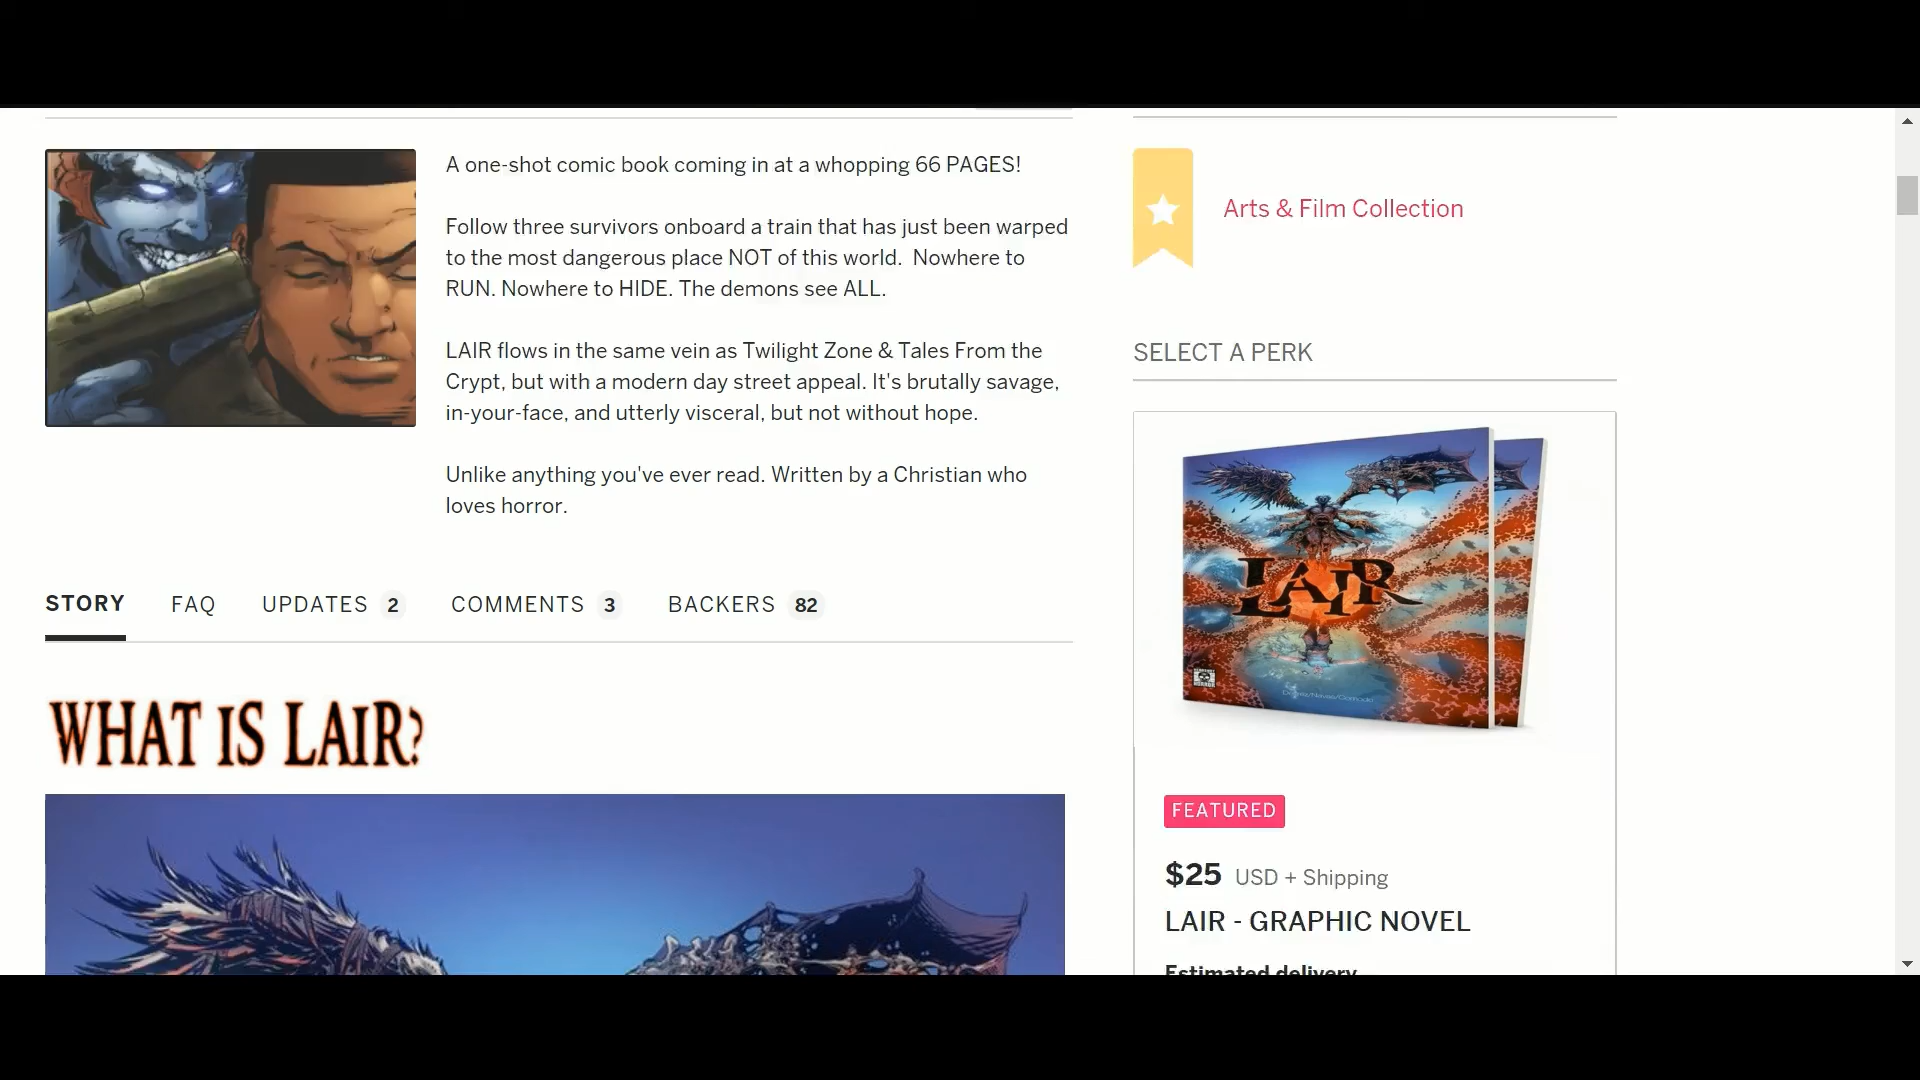 A one-shot comic book coming in at a whopping 66 PAGES!
Follow three survivors onboard a train that has just been warped
to the most dangerous place NOT of this world.  Nowhere to
RUN. Nowhere to HIDE. The demons see ALL.
LAIR flows in the same vein as Twilight Zone & Tales From the
Crypt, but with a modern day street appeal. It's brutally savage,
in-your-face, and utterly visceral, but not without hope.
Unlike anything you've ever read. Written by a Christian who
loves horror.
STORY FAQ UPDATES 2 COMMENTS 3 BACKERS 82
WHAT IS LAIR?
Arts & Film Collection
SELECT A PERK
LAIR
FEATURED
$25 USD + Shipping
LAIR - GRAPHIC NOVEL
Estimated delivery